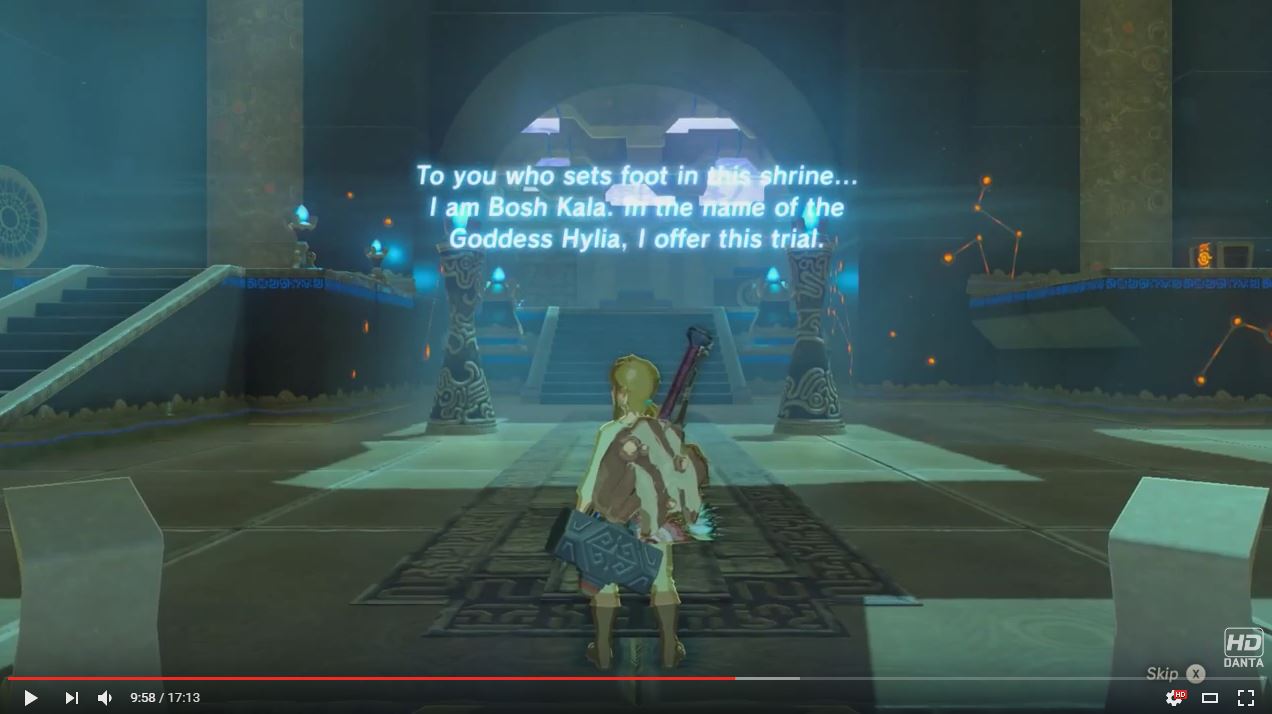 To you who sets foot in this shrine...
I am Bosh Kala. In the name of the
Goddess Hylia, I offer this trial.
HD
DANTA
Skip X
9:58 / 17:13
HD